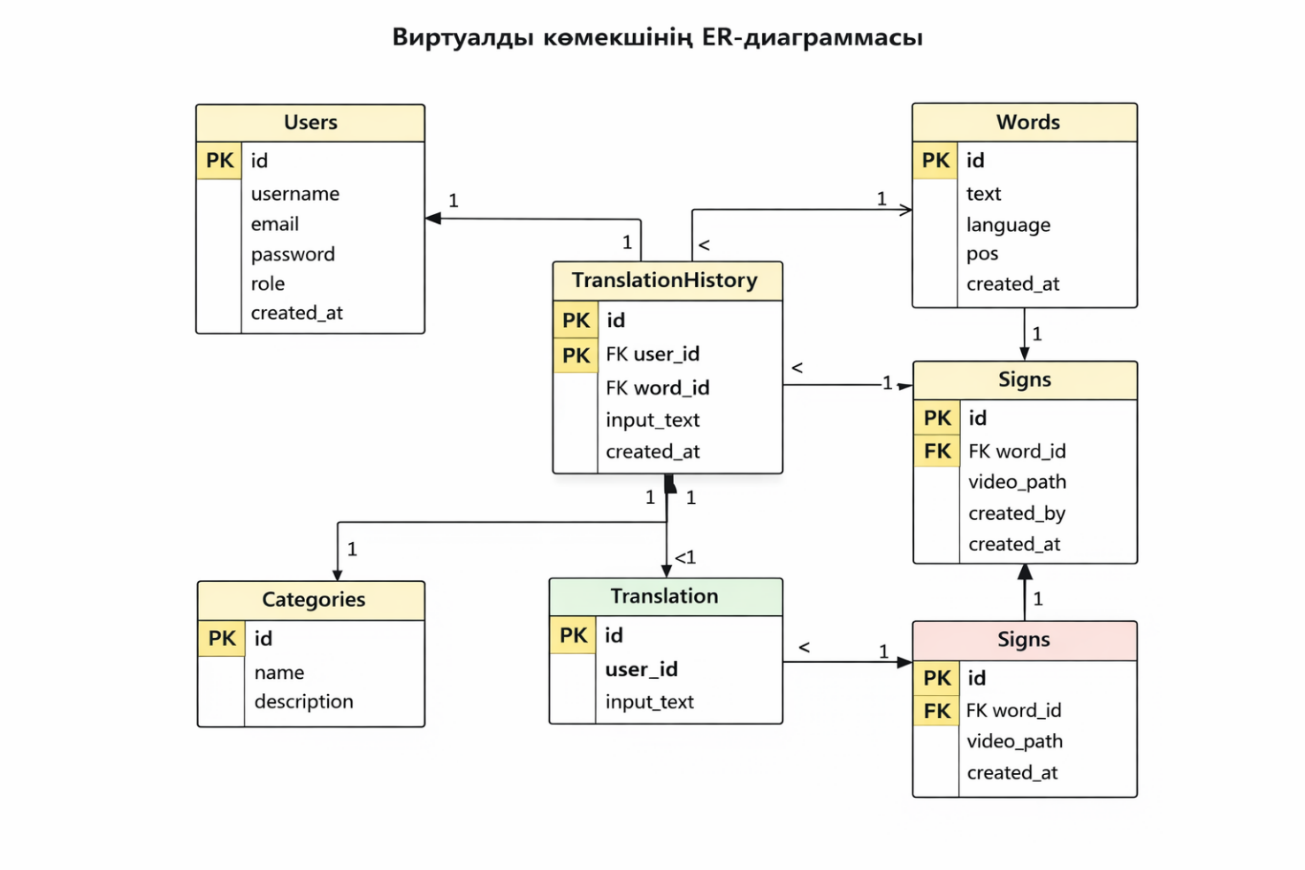 Виртуалды көмекшінің ER-диаграммасы
Users
PK id
username
email
password
role
created_at
1
1
Words
PK id
text
language
pos
created_at
1
<
1
TranslationHistory
PK id
PK FK user_id
FK word_id
input_text
created_at
<
1
Signs
PK id
FK FK word_id
video_path
created_by
created_at
1
1
1
<1
1
Categories
PK id
name
description
Translation
PK id
user_id
input_text
<
1
Signs
PK id
FK FK word_id
video_path
created_at